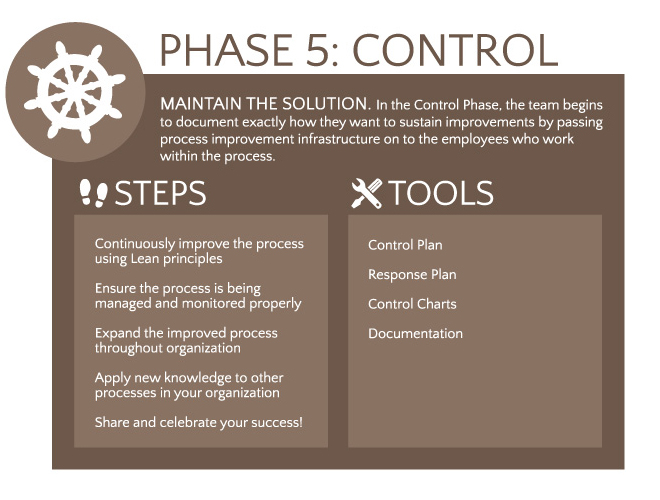 PHASE 5: CONTROL
MAINTAIN THE SOLUTION. In the Control Phase, the team begins
to document exactly how they want to sustain improvements by passing
process improvement infrastructure on to the employees who work
within the process.
STEPS
Continuously improve the process
using Lean principles
Ensure the process is being
managed and monitored properly
Expand the improved process
throughout organization
Apply new knowledge to other
processes in your organization
Share and celebrate your success!
TOOLS
Control Plan
Response Plan
Control Charts
Documentation